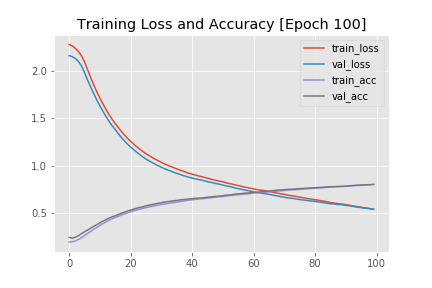 Training Loss and Accuracy [Epoch 100]
train_loss
val_loss
train_acc
val_acc
2.0
1.5
1.0
0.5
0 20 40 60 80 100